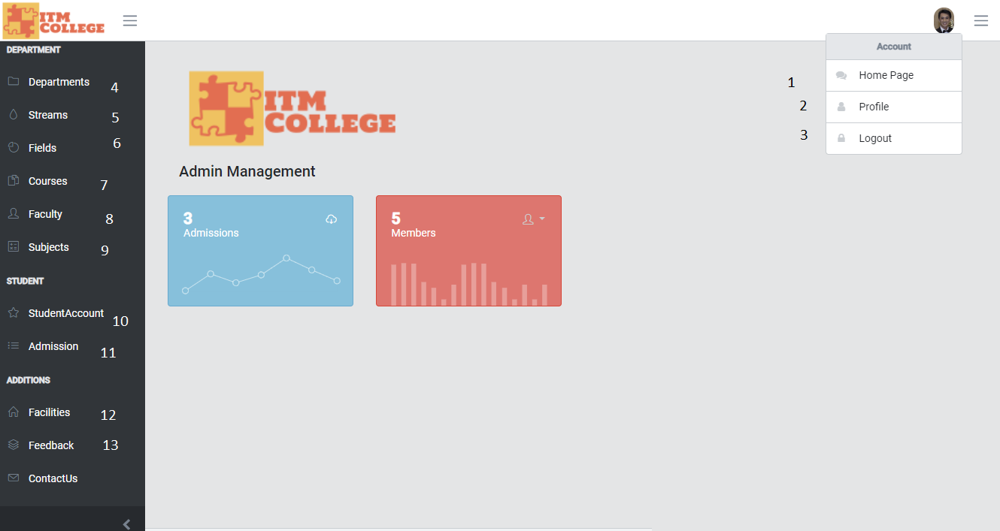 ITM
COLLEGE
Account
1 Home Page
2 Profile
3 Logout
DEPARTMENT
Departments 4
Streams 5
Fields 6
Courses 7
Faculty 8
Subjects 9
STUDENT
StudentAccount 10
Admission 11
ADDITIONS
Facilities 12
Feedback 13
ContactUs
ITM
COLLEGE
Admin Management
3
Admissions
5
Members